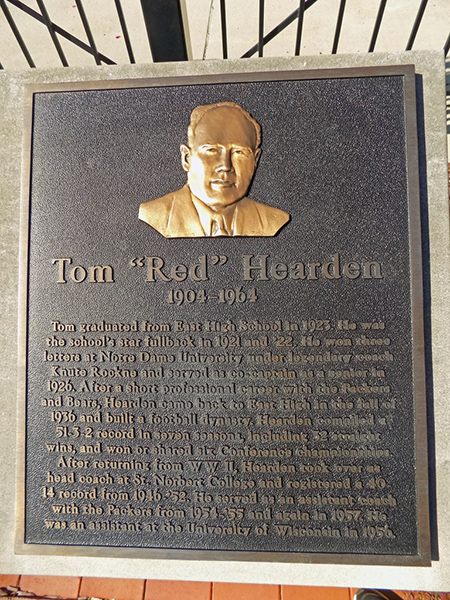 Tom “Red” Hearden
1904-1964
Tom graduated from East High School in 1923. He was
the school's star fullback in 1921 and '22. He won three
letters at Notre Dame University under legendary coach
Knute Rockne and served as co-captain as a senior in
1926. After a short professional career with the Packers
and Bears, Hearden came back to East High in the fall of
1936 and built a football dynasty. Hearden compiled a
51-3-2 record in seven seasons, including 32 straight
wins, and won or shared six Conference championships.
After returning from W W II, Hearden took over as
head coach at St. Norbert College and registered a 40-
14 record from 1946-'52. He served as an assistant coach
with the Packers from 1954-'55 and again in 1957. He
was an assistant at the University of Wisconsin in 1956.